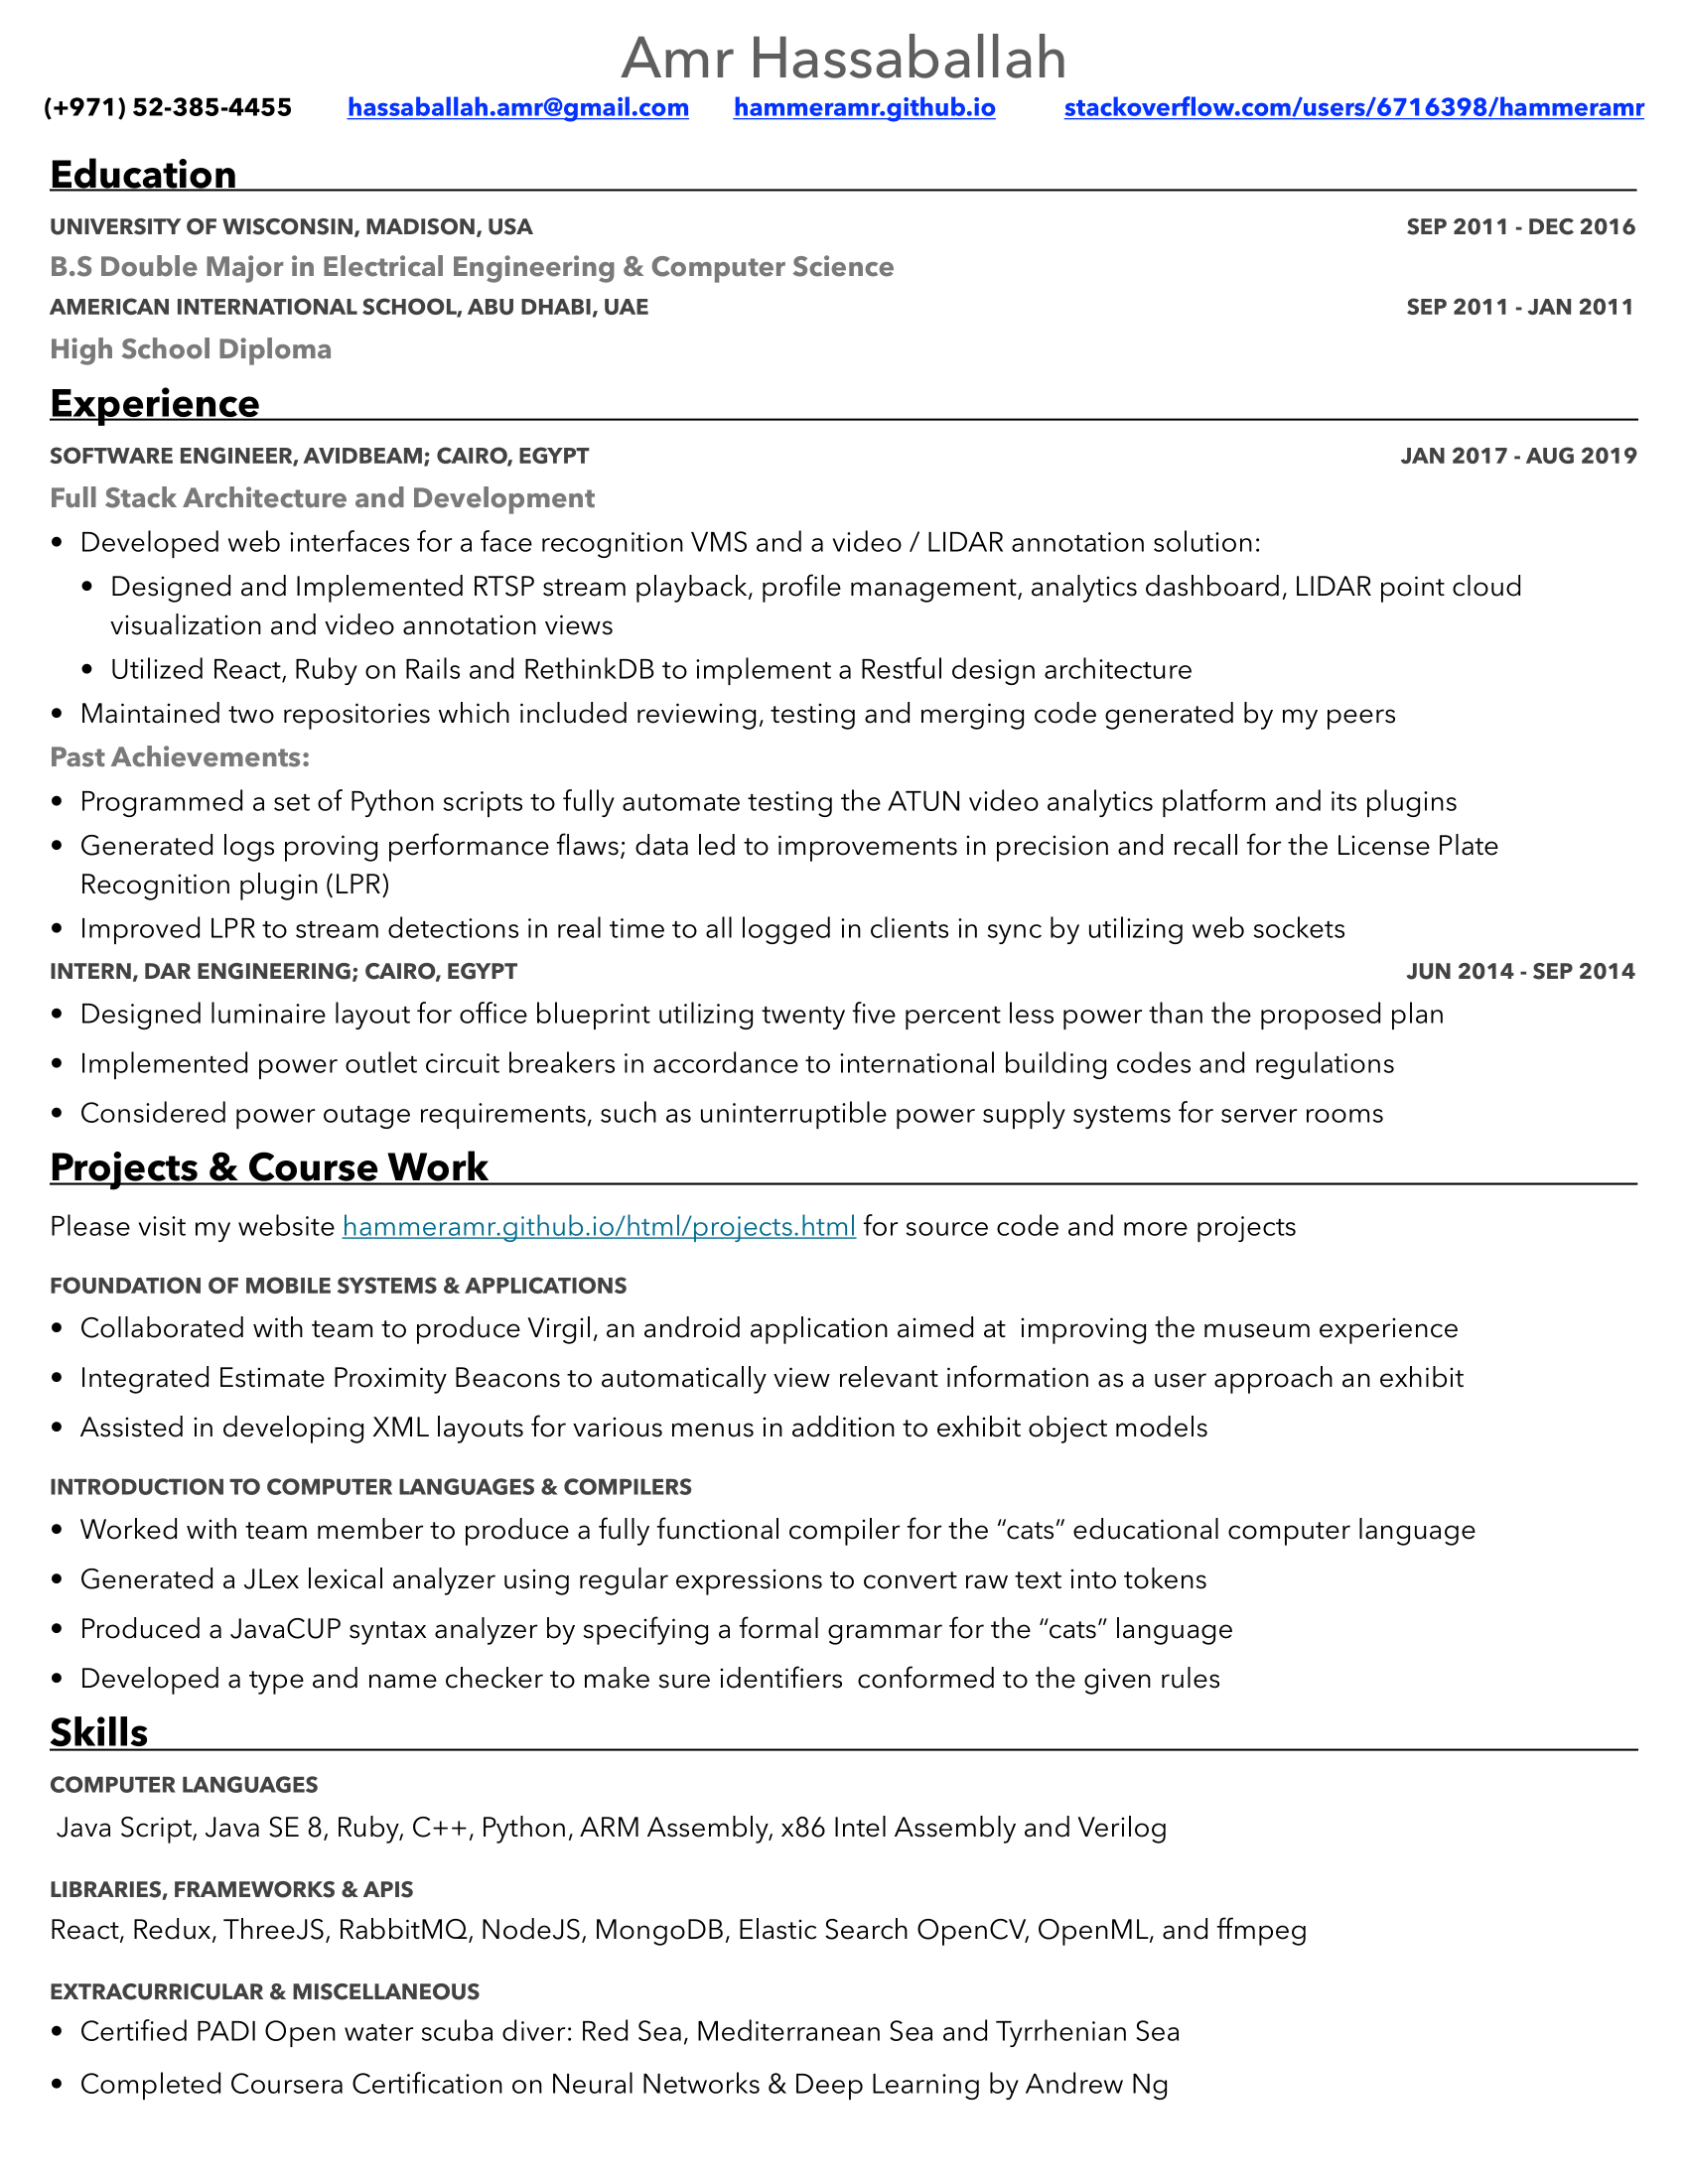 Amr Hassaballah
(+971) 52-385-4455 hassaballah.amr@gmail.com hammeramr.github.io stackoverflow.com/users/6716398/hammeramr
Education
UNIVERSITY OF WISCONSIN, MADISON, USA SEP 2011 - DEC 2016
B.S Double Major in Electrical Engineering & Computer Science
AMERICAN INTERNATIONAL SCHOOL, ABU DHABI, UAE SEP 2011 - JAN 2011
High School Diploma
Experience
SOFTWARE ENGINEER, AVIDBEAM; CAIRO, EGYPT JAN 2017 - AUG 2019
Full Stack Architecture and Development
• Developed web interfaces for a face recognition VMS and a video / LIDAR annotation solution:
• Designed and Implemented RTSP stream playback, profile management, analytics dashboard, LIDAR point cloud
visualization and video annotation views
• Utilized React, Ruby on Rails and RethinkDB to implement a Restful design architecture
• Maintained two repositories which included reviewing, testing and merging code generated by my peers
Past Achievements:
• Programmed a set of Python scripts to fully automate testing the ATUN video analytics platform and its plugins
• Generated logs proving performance flaws; data led to improvements in precision and recall for the License Plate
Recognition plugin (LPR)
• Improved LPR to stream detections in real time to all logged in clients in sync by utilizing web sockets
INTERN, DAR ENGINEERING; CAIRO, EGYPT JUN 2014 - SEP 2014
• Designed luminaire layout for office blueprint utilizing twenty five percent less power than the proposed plan
• Implemented power outlet circuit breakers in accordance to international building codes and regulations
• Considered power outage requirements, such as uninterruptible power supply systems for server rooms
Projects & Course Work
Please visit my website hammeramr.github.io/html/projects.html for source code and more projects
FOUNDATION OF MOBILE SYSTEMS & APPLICATIONS
• Collaborated with team to produce Virgil, an android application aimed at  improving the museum experience
• Integrated Estimate Proximity Beacons to automatically view relevant information as a user approach an exhibit
• Assisted in developing XML layouts for various menus in addition to exhibit object models
INTRODUCTION TO COMPUTER LANGUAGES & COMPILERS
• Worked with team member to produce a fully functional compiler for the “cats” educational computer language
• Generated a JLex lexical analyzer using regular expressions to convert raw text into tokens
• Produced a JavaCUP syntax analyzer by specifying a formal grammar for the “cats” language
• Developed a type and name checker to make sure identifiers  conformed to the given rules
Skills
COMPUTER LANGUAGES
Java Script, Java SE 8, Ruby, C++, Python, ARM Assembly, x86 Intel Assembly and Verilog
LIBRARIES, FRAMEWORKS & APIS
React, Redux, ThreeJS, RabbitMQ, NodeJS, MongoDB, Elastic Search OpenCV, OpenML, and ffmpeg
EXTRACURRICULAR & MISCELLANEOUS
• Certified PADI Open water scuba diver: Red Sea, Mediterranean Sea and Tyrrhenian Sea
• Completed Coursera Certification on Neural Networks & Deep Learning by Andrew Ng